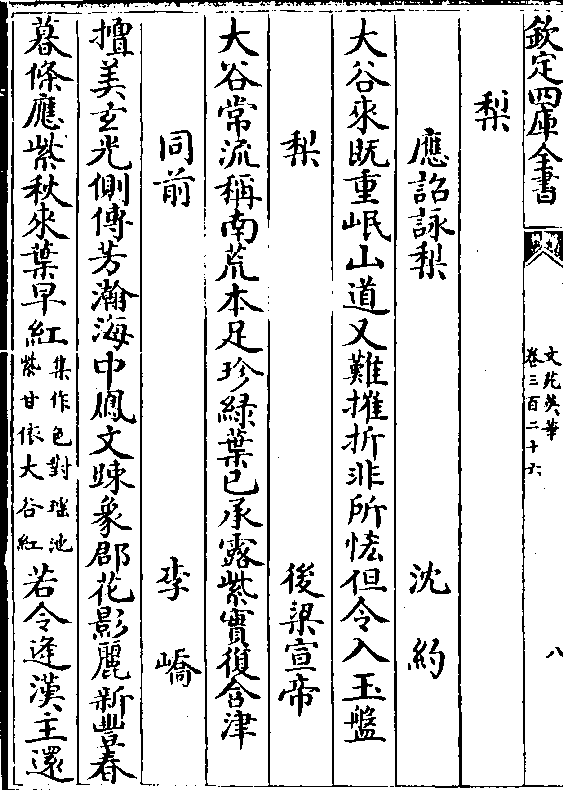 欽定四庫全書
文苑英華
卷三百二十六
八
梨
應詔詠梨 沈約
大谷來既重岷山道又難摧折非所恡但令入玉盤
梨 後梁宣帝
大谷常流稱南荒本足珍綠葉已承露紫實復含津
同前 李嶠
擅美玄光側傳芳瀚海中鳳文踈象郡花影麗新豐春
暮條應紫秋來葉早紅集作色對瑶池紫甘依大谷紅若令逢漢主還